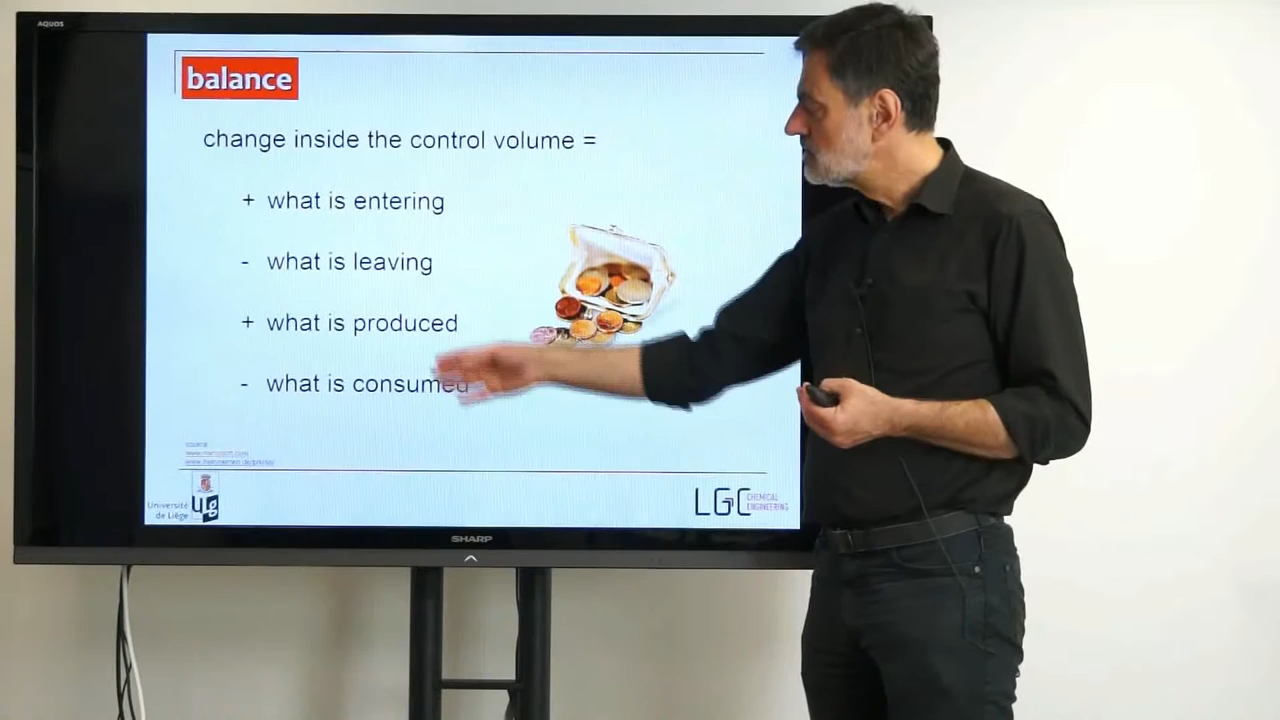 AQUOS
balance
change inside the control volume =
+ what is entering
- what is leaving
+ what is produced
- what is consumed
source
Université
de Liège
LGC CHEMICAL
ENGINEERING
SHARP